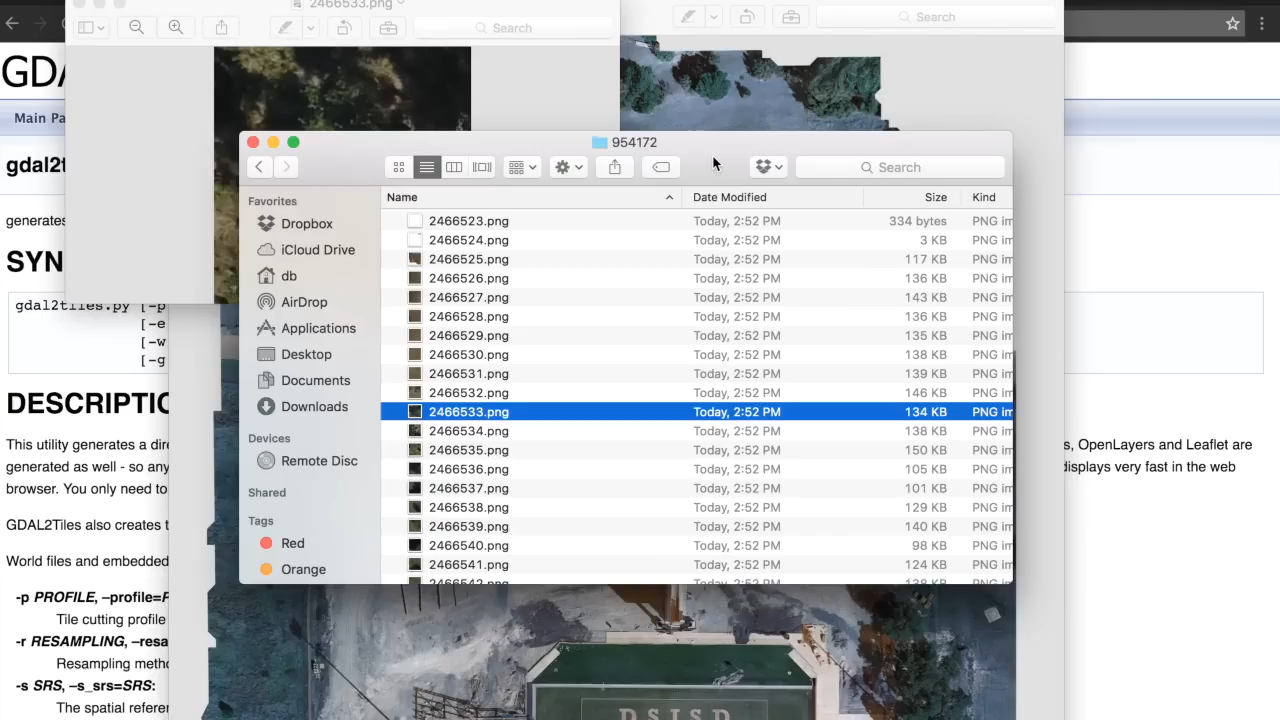 2466533.png
Search
Search
GDA
Main Pa
gdal2t
generates
SYN
gdal2tiles.py [-p
[-e
[-w
[-g
DESCRIPTIO
This utility generates a dire
s, OpenLayers and Leaflet are
generated as well - so any
displays very fast in the web
browser. You only need to
GDAL2Tiles also creates t
World files and embedded
-p PROFILE, –profile=P
Tile cutting profile
-r RESAMPLING, –resa
Resampling metho
-s SRS, –s_srs=SRS:
The spatial referen
954172
Search
Favorites
Dropbox
iCloud Drive
db
AirDrop
Applications
Desktop
Documents
Downloads
Devices
Remote Disc
Shared
Tags
Red
Orange
Name Date Modified Size Kind
2466523.png Today, 2:52 PM 334 bytes PNG im
2466524.png Today, 2:52 PM 3 KB PNG im
2466525.png Today, 2:52 PM 117 KB PNG im
2466526.png Today, 2:52 PM 136 KB PNG im
2466527.png Today, 2:52 PM 143 KB PNG im
2466528.png Today, 2:52 PM 136 KB PNG im
2466529.png Today, 2:52 PM 135 KB PNG im
2466530.png Today, 2:52 PM 138 KB PNG im
2466531.png Today, 2:52 PM 139 KB PNG im
2466532.png Today, 2:52 PM 146 KB PNG im
2466533.png Today, 2:52 PM 134 KB PNG im
2466534.png Today, 2:52 PM 138 KB PNG im
2466535.png Today, 2:52 PM 150 KB PNG im
2466536.png Today, 2:52 PM 105 KB PNG im
2466537.png Today, 2:52 PM 101 KB PNG im
2466538.png Today, 2:52 PM 129 KB PNG im
2466539.png Today, 2:52 PM 140 KB PNG im
2466540.png Today, 2:52 PM 98 KB PNG im
2466541.png Today, 2:52 PM 124 KB PNG im
2466542.png Today, 2:52 PM 138 KB PNG im
DSISD